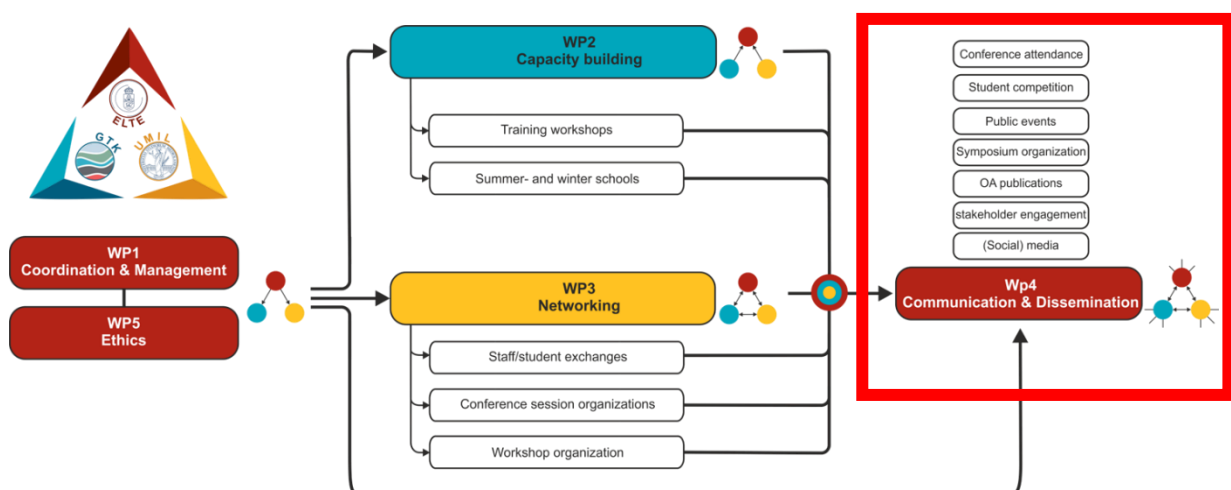 ELTE
GTK
UMIL
WP1
Coordination & Management
WP5
Ethics
WP2
Capacity building
Training workshops
Summer- and winter schools
WP3
Networking
Staff/student exchanges
Conference session organizations
Workshop organization
Conference attendance
Student competition
Public events
Symposium organization
OA publications
stakeholder engagement
(Social) media
Wp4
Communication & Dissemination